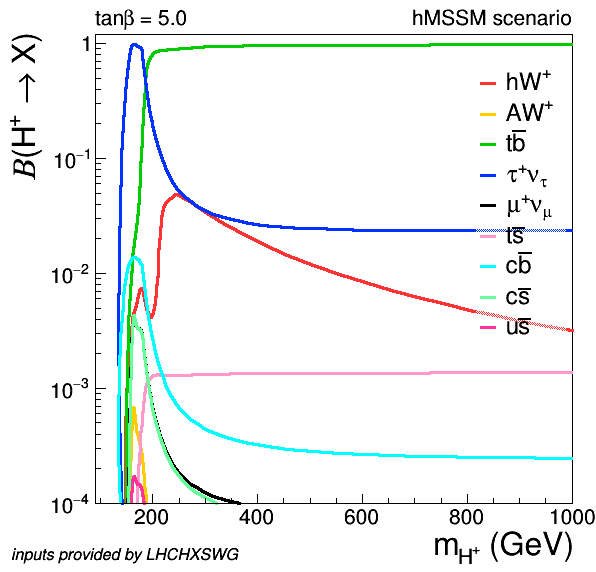 tanβ = 5.0
hMSSM scenario
B(H⁺ → X)
1
10⁻¹
10⁻²
10⁻³
10⁻⁴
hW⁺
AW⁺
tb̅
τ⁺ν_τ
μ⁺ν_μ
ts̅
cb̅
cs̅
us̅
200 400 600 800 1000
m_H⁺ (GeV)
inputs provided by LHCHXSWG